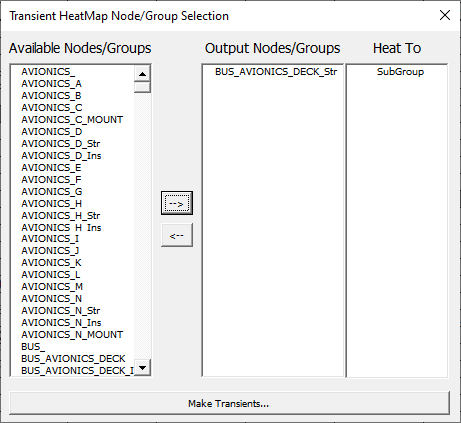 Transient HeatMap Node/Group Selection
Available Nodes/Groups
Output Nodes/Groups
Heat To
AVIONICS_
AVIONICS_A
AVIONICS_B
AVIONICS_C
AVIONICS_C_MOUNT
AVIONICS_D
AVIONICS_D_Str
AVIONICS_D_Ins
AVIONICS_E
AVIONICS_F
AVIONICS_G
AVIONICS_H
AVIONICS_H_Str
AVIONICS_H_Ins
AVIONICS_I
AVIONICS_J
AVIONICS_K
AVIONICS_L
AVIONICS_M
AVIONICS_N
AVIONICS_N_Str
AVIONICS_N_Ins
AVIONICS_N_MOUNT
BUS_
BUS_AVIONICS_DECK
BUS_AVIONICS_DECK_I
-->
<--
BUS_AVIONICS_DECK_Str
SubGroup
Make Transients...